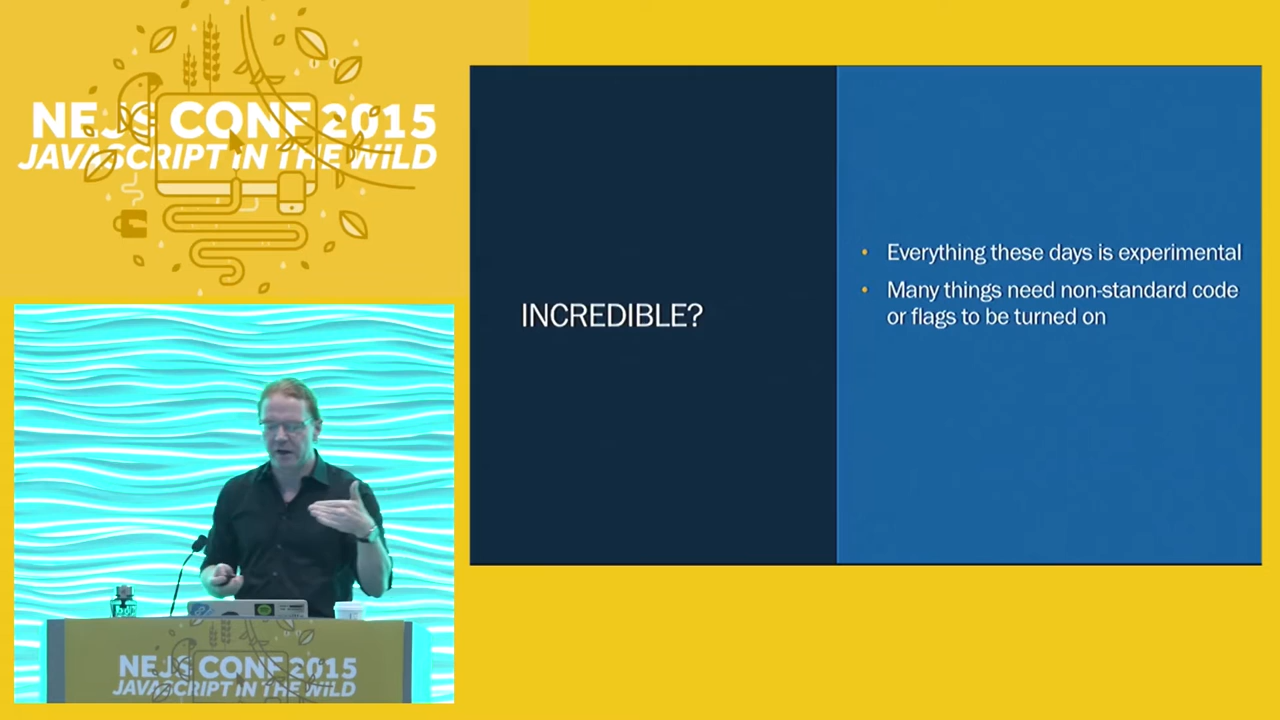 NEJS CONF 2015
JAVASCRIPT IN THE WILD
INCREDIBLE?
• Everything these days is experimental
• Many things need non-standard code
or flags to be turned on
NEJS CONF 2015
JAVASCRIPT IN THE WILD